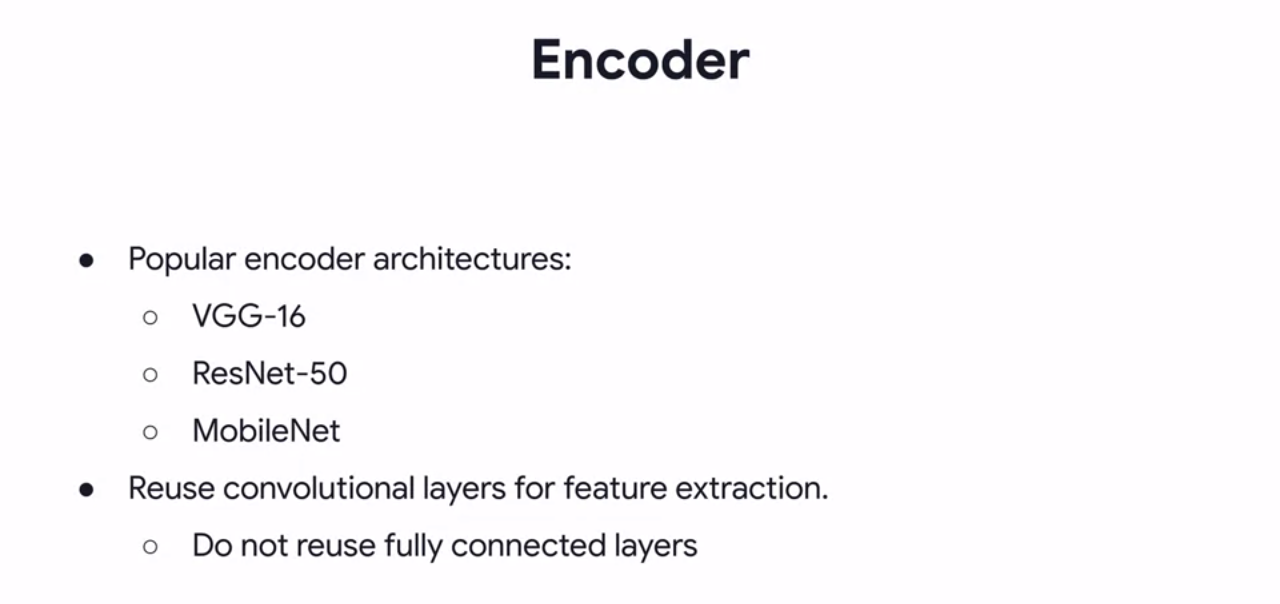 Encoder
● Popular encoder architectures:
○ VGG-16
○ ResNet-50
○ MobileNet
● Reuse convolutional layers for feature extraction.
○ Do not reuse fully connected layers